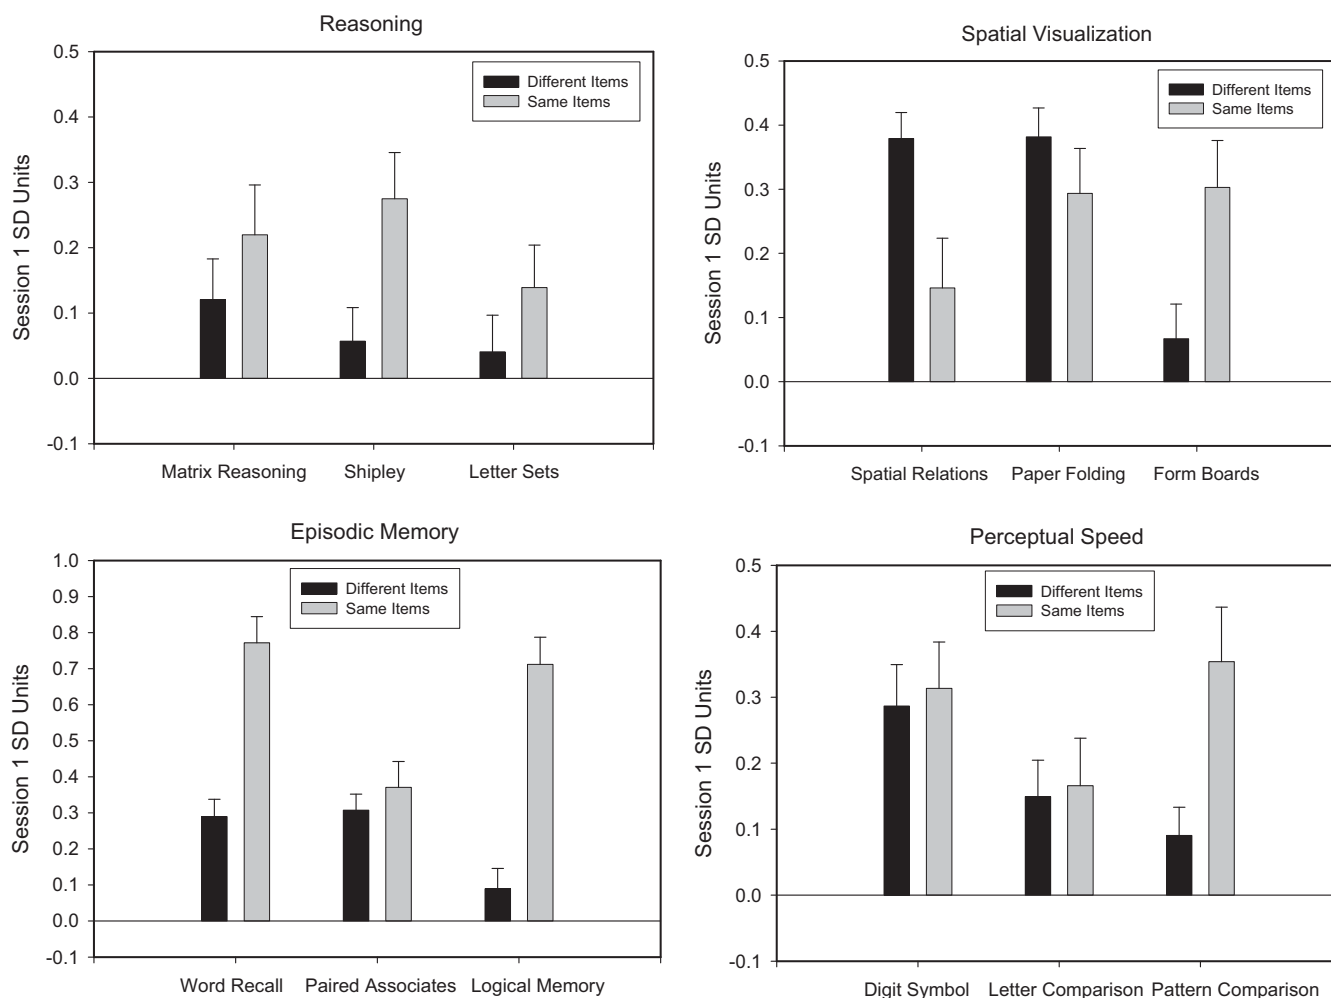 Reasoning
0.5
0.4
0.3
0.2
0.1
0.0
-0.1
Session 1 SD Units
Different Items
Same Items
Matrix Reasoning
Shipley
Letter Sets
Spatial Visualization
0.5
0.4
0.3
0.2
0.1
0.0
-0.1
Session 1 SD Units
Different Items
Same Items
Spatial Relations
Paper Folding
Form Boards
Episodic Memory
1.0
0.9
0.8
0.7
0.6
0.5
0.4
0.3
0.2
0.1
0.0
-0.1
Session 1 SD Units
Different Items
Same Items
Word Recall
Paired Associates
Logical Memory
Perceptual Speed
0.5
0.4
0.3
0.2
0.1
0.0
-0.1
Session 1 SD Units
Different Items
Same Items
Digit Symbol
Letter Comparison
Pattern Comparison